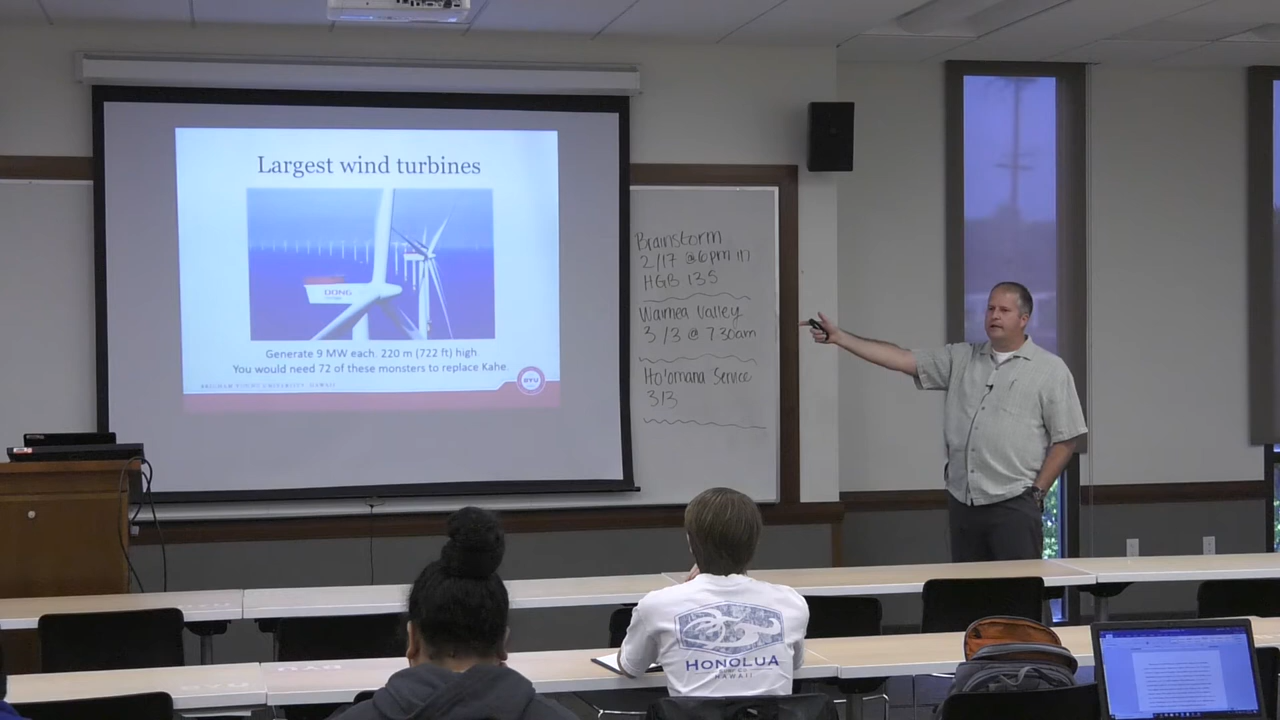 Largest wind turbines
DONG
Generate 9 MW each. 220 m (722 ft) high
You would need 72 of these monsters to replace Kahe.
BRIGHAM YOUNG UNIVERSITY, HAWAII
BYU
Brainstorm
2/17 @ 6pm in
HGB 135
Waimea Valley
3/3 @ 7:30am
Ho'omana Service
3/3
HONOLUA
HAWAII